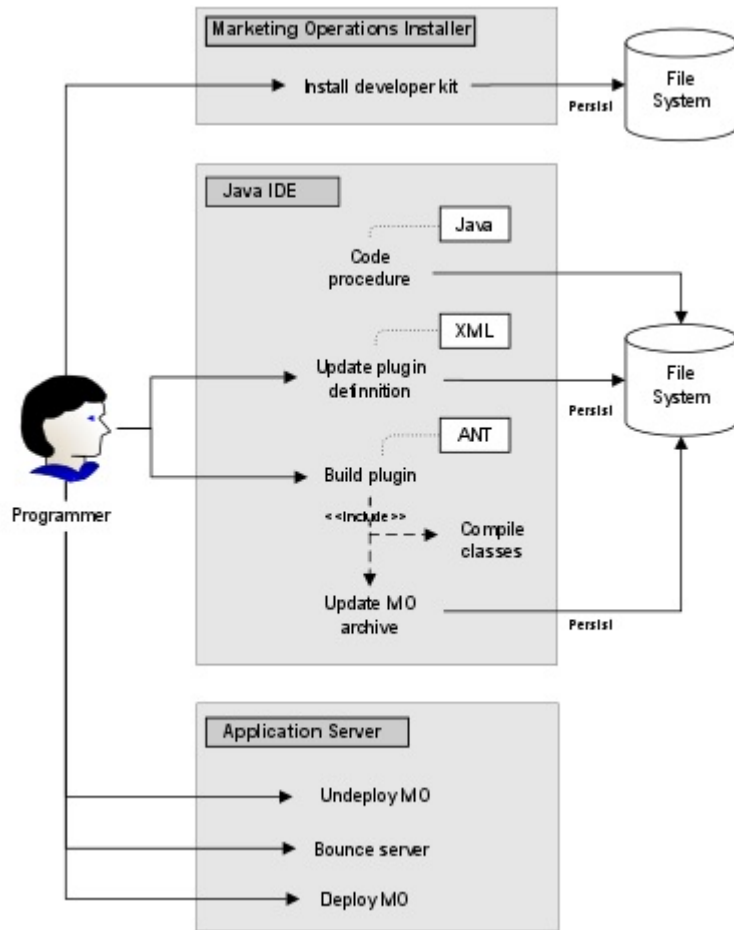 Marketing Operations Installer
Install developer kit
Persist
File
System
Java IDE
Java
Code
procedure
XML
Update plugin
definnition
Persist
File
System
ANT
Build plugin
<<Include>>
Compile
classes
Programmer
Update MO
archive
Persist
Application Server
Undeploy MO
Bounce server
Deploy MO